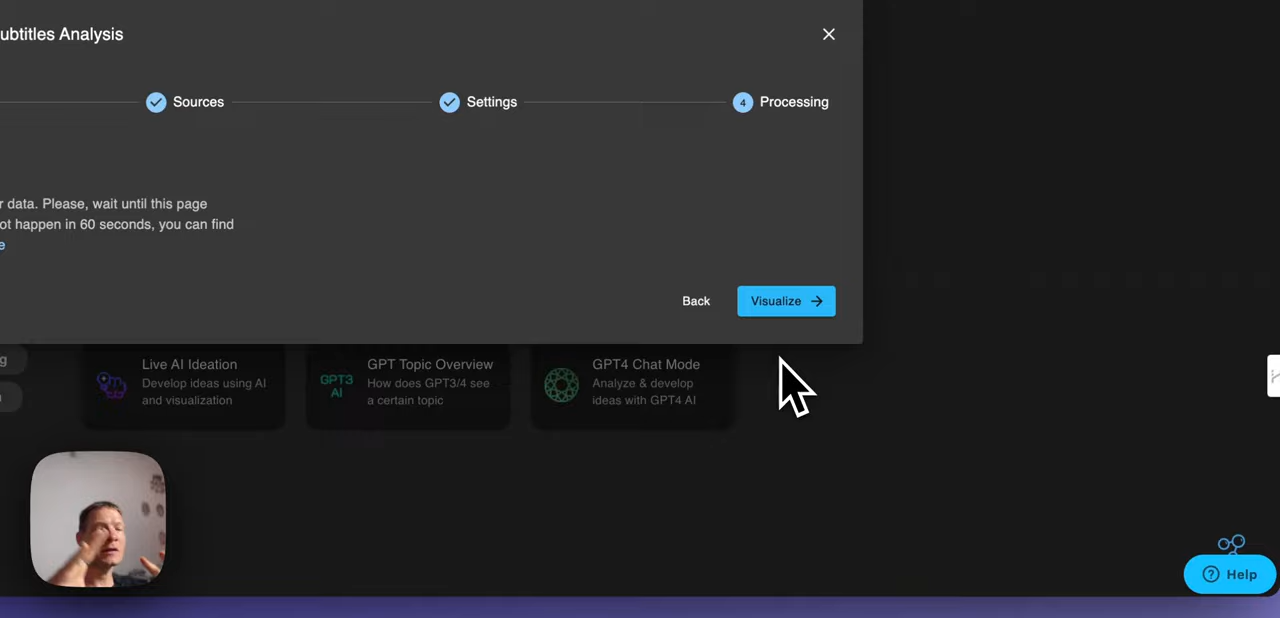 ubtitles Analysis
Sources
Settings
4 Processing
r data. Please, wait until this page
ot happen in 60 seconds, you can find
e
Back
Visualize
g
Live AI Ideation
Develop ideas using AI
and visualization
GPT3
AI
GPT Topic Overview
How does GPT3/4 see
a certain topic
GPT4 Chat Mode
Analyze & develop
ideas with GPT4 AI
? Help